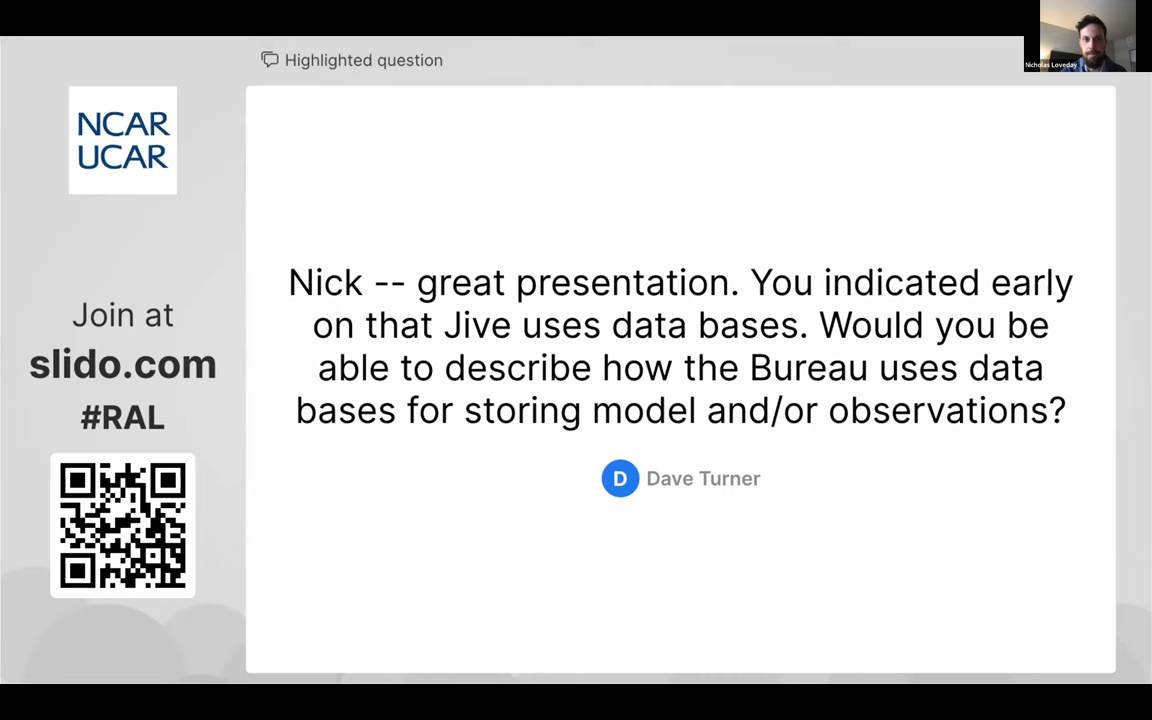 Highlighted question
Nicholas Loveday
NCAR
UCAR
Join at
slido.com
#RAL
Nick -- great presentation. You indicated early
on that Jive uses data bases. Would you be
able to describe how the Bureau uses data
bases for storing model and/or observations?
D Dave Turner